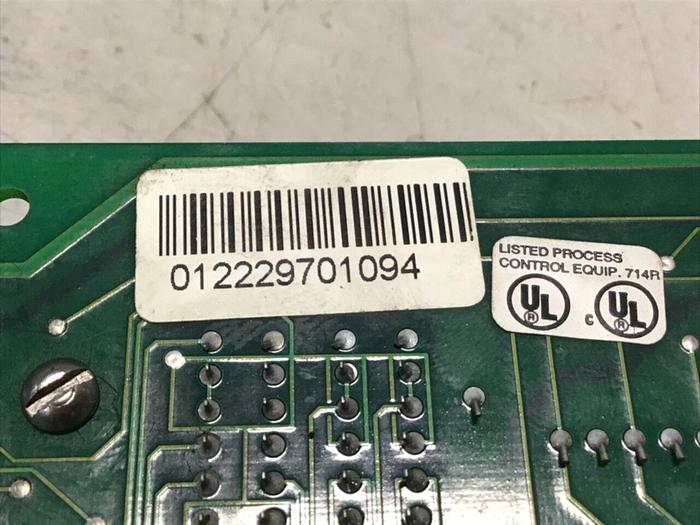 012229701094
LISTED PROCESS
CONTROL EQUIP. 714R
UL ® C UL ®